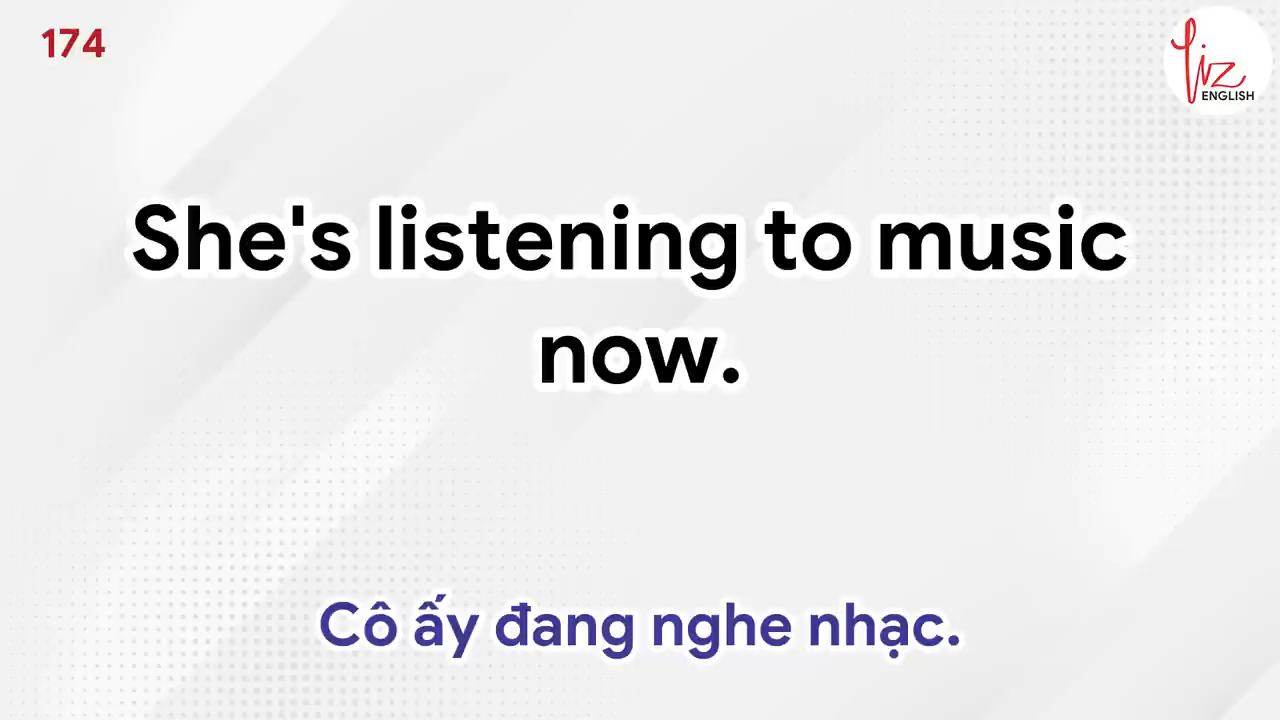 174
Liz
ENGLISH
She's listening to music
now.
Cô ấy đang nghe nhạc.